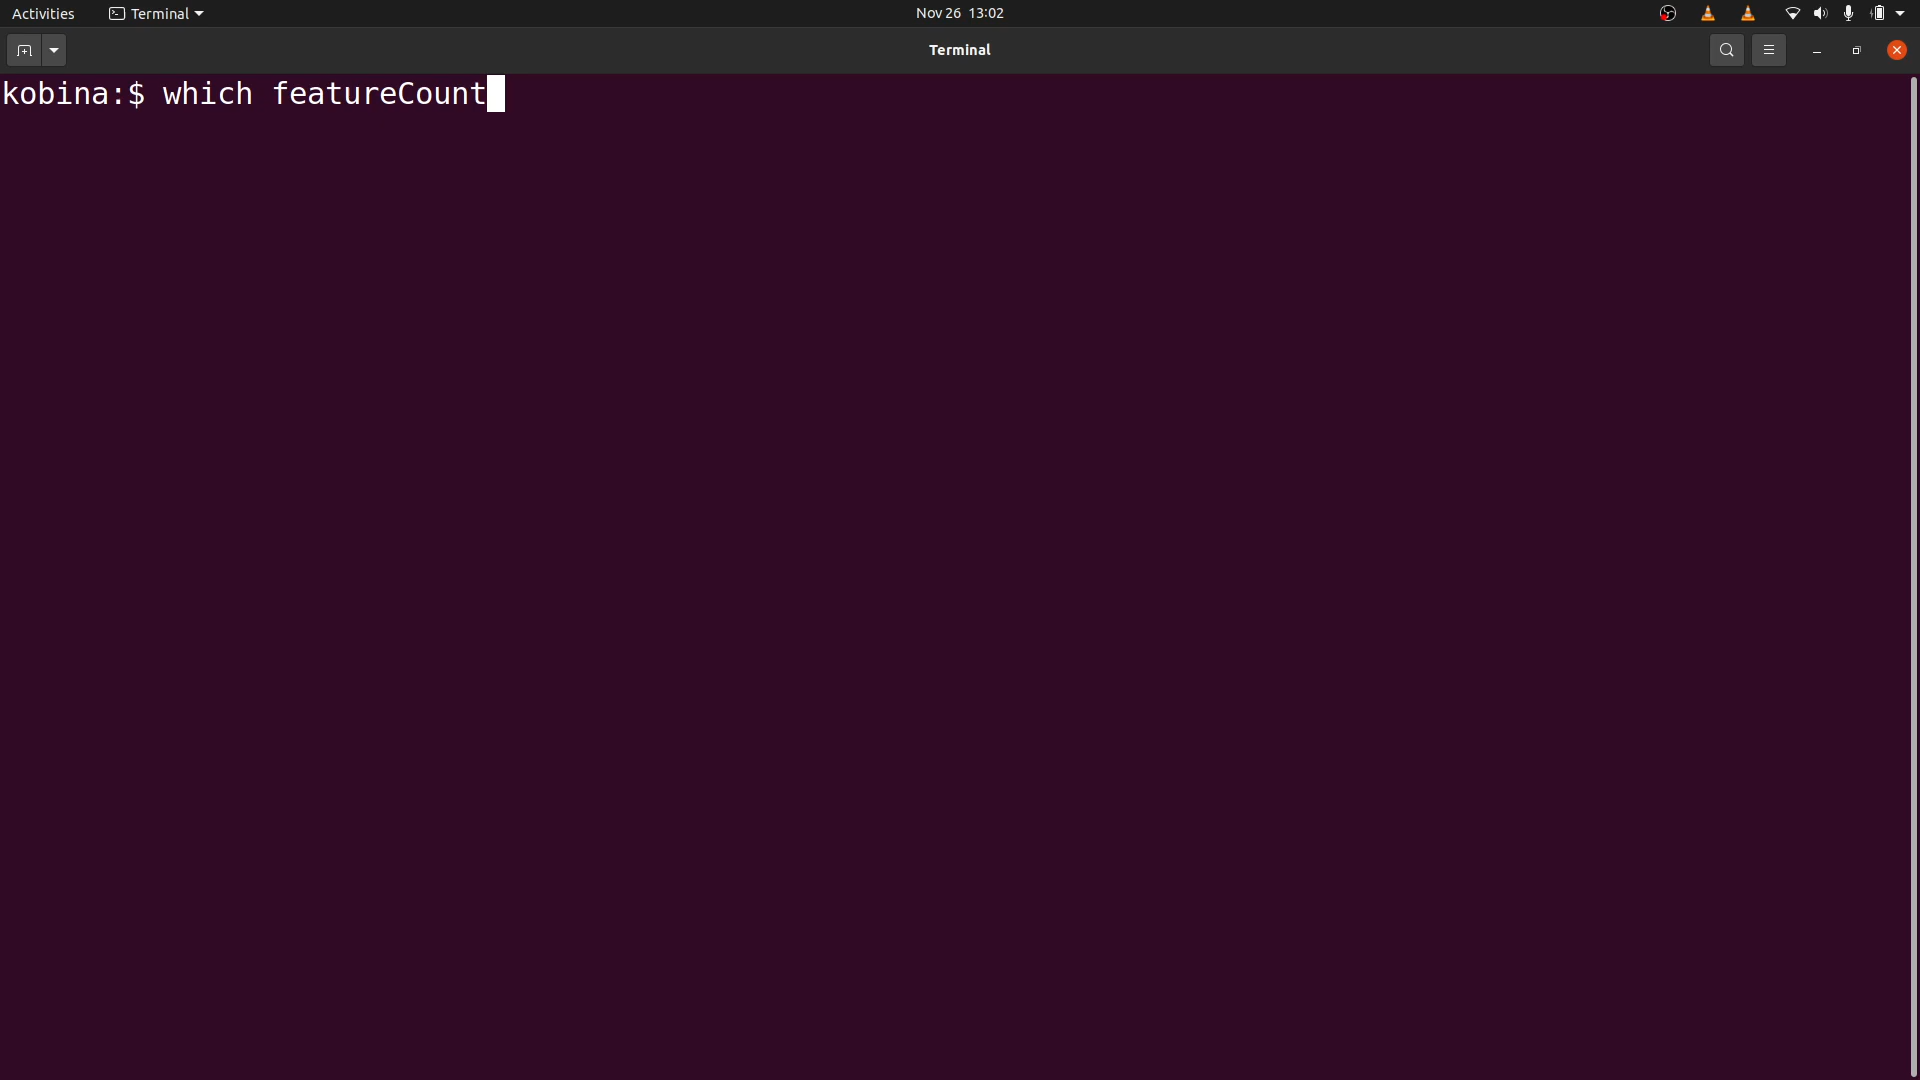 Activities Terminal Nov 26 13:02
Terminal
kobina:$ which featureCount